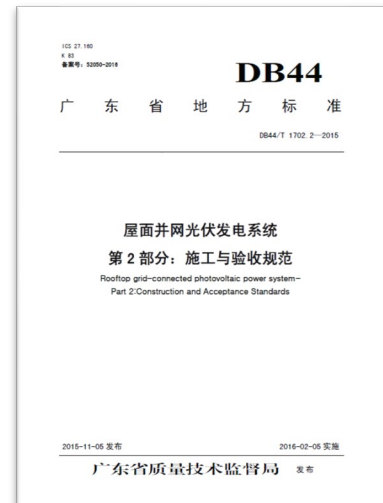 ICS 27.160
K 83
备案号：52050-2016
DB44
广东省地方标准
DB44/T 1702.2—2015
屋面并网光伏发电系统
第2部分：施工与验收规范
Rooftop grid-connected photovoltaic power system-
Part 2:Construction and Acceptance Standards
2015-11-05 发布 2016-02-05 实施
广东省质量技术监督局 发布